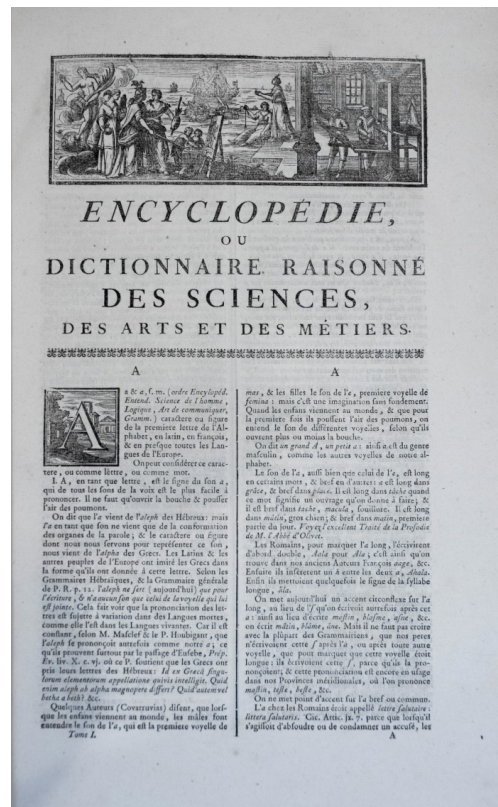 ENCYCLOPÉDIE,
OU
DICTIONNAIRE RAISONNÉ
DES SCIENCES,
DES ARTS ET DES MÉTIERS.
A
A
a & a, s. m. (ordre Encyclopéd.
Entend. Science de l'homme,
Logique, Art de communiquer,
Gramm.) caractere ou figure
de la premiere lettre de l'Al-
phabet, en latin, en françois,
& en presque toutes les Lan-
gues de l'Europe.
On peut considérer ce carac-
tere, ou comme lettre, ou comme mot.
I. A, en tant que lettre, est le signe du son a,
qui de tous les sons de la voix est le plus facile à
prononcer. Il ne faut qu'ouvrir la bouche & pousser
l'air des poumons.
On dit que l'a vient de l'aleph des Hébreux: mais
l'a en tant que son ne vient que de la conformation
des organes de la parole; & le caractere ou figure
dont nous nous servons pour représenter ce son,
nous vient de l'alpha des Grecs. Les Latins & les
autres peuples de l'Europe ont imité les Grecs dans
la forme qu'ils ont donnée à cette lettre. Selon les
Grammaires Hébraïques, & la Grammaire générale
de P. R. p. 12. l'aleph ne sert (aujourd'hui) que pour
l'écriture, & n'a aucun son que celui de la voyelle qui lui
est jointe. Cela fait voir que la prononciation des let-
tres est sujette à variation dans les Langues mortes,
comme elle l'est dans les Langues vivantes. Car il est
constant, selon M. Masclef & le P. Houbigant, que
l'aleph se prononçoit autrefois comme notre a; ce
qu'ils prouvent surtout par le passage d'Eusebe, Prép.
Ev. liv. X. c. vj. où ce P. soutient que les Grecs ont
pris leurs lettres des Hébreux: Id ex Græcâ singu-
lorum elementorum appellatione quivis intelligit. Quid
enim aleph ab alpha magnopere differt? Quid autem vel
betha a beth? &c.
Quelques Auteurs (Covatruvias) disent, que lors-
que les enfans viennent au monde, les mâles font
entendre le son de l'a, qui est la premiere voyelle de
Tome I.
A
mas, & les filles le son de l'e, premiere voyelle de
femina: mais c'est une imagination sans fondement.
Quand les enfans viennent au monde, & que pour
la premiere fois ils poussent l'air des poumons, on
entend le son de différentes voyelles, selon qu'ils
ouvrent plus ou moins la bouche.
On dit un grand A, un petit a: ainsi a est du genre
masculin, comme les autres voyelles de notre al-
phabet.
Le son de l'a, aussi bien que celui de l'e, est long
en certains mots, & bref en d'autres: a est long dans
grâce, & bref dans place. Il est long dans tâche quand
ce mot signifie un ouvrage qu'on donne à faire; &
il est bref dans tache, macula, souillure. Il est long
dans mâtin, gros chien; & bref dans matin, premiere
partie du jour. Voyez l'excellent Traité de la Prosodie
de M. l'Abbé d'Olivet.
Les Romains, pour marquer l'a long, l'écrivirent
d'abord double, Aala pour Ala; c'est ainsi qu'on
trouve dans nos anciens Auteurs François aage, &c.
Ensuite ils insérerent un h entre les deux a, Ahala.
Enfin ils mettoient quelquefois le signe de la syllabe
longue, āla.
On met aujourd'hui un accent circonflexe sur l'a
long, au lieu de l's qu'on écrivoit autrefois après cet
a: ainsi au lieu d'écrire mastin, blasme, asne, &c.
on écrit mâtin, blâme, âne. Mais il ne faut pas croire
avec la plûpart des Grammairiens, que nos peres
n'écrivoient cette s après l'a, ou après toute autre
voyelle, que pour marquer que cette voyelle étoit
longue: ils écrivoient cette s, parce qu'ils la pro-
nonçoient; & cette prononciation est encore en usage
dans nos Provinces méridionales, où l'on prononce
mastin, teste, beste, &c.
On ne met point d'accent sur l'a bref ou commun.
L'a chez les Romains étoit appellé lettre salutaire:
littera salutaris. Cic. Attic. jx. 7. parce que lorsqu'il
s'agissoit d'absoudre ou de condamner un accusé, les
A